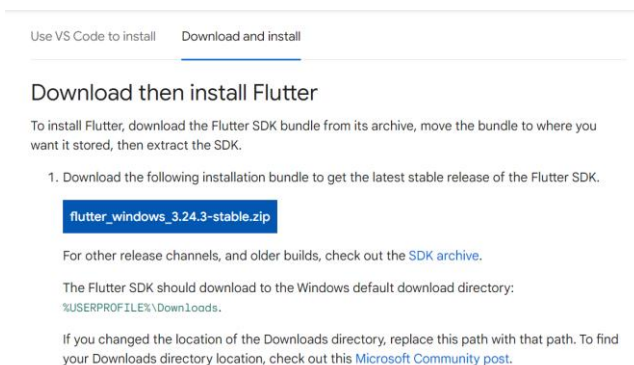 Use VS Code to install Download and install
Download then install Flutter
To install Flutter, download the Flutter SDK bundle from its archive, move the bundle to where you
want it stored, then extract the SDK.
1. Download the following installation bundle to get the latest stable release of the Flutter SDK.
flutter_windows_3.24.3-stable.zip
For other release channels, and older builds, check out the SDK archive.
The Flutter SDK should download to the Windows default download directory:
%USERPROFILE%\Downloads.
If you changed the location of the Downloads directory, replace this path with that path. To find
your Downloads directory location, check out this Microsoft Community post.